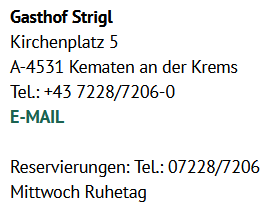 Gasthof Strigl
Kirchenplatz 5
A-4531 Kematen an der Krems
Tel.: +43 7228/7206-0
E-MAIL
Reservierungen: Tel.: 07228/7206
Mittwoch Ruhetag